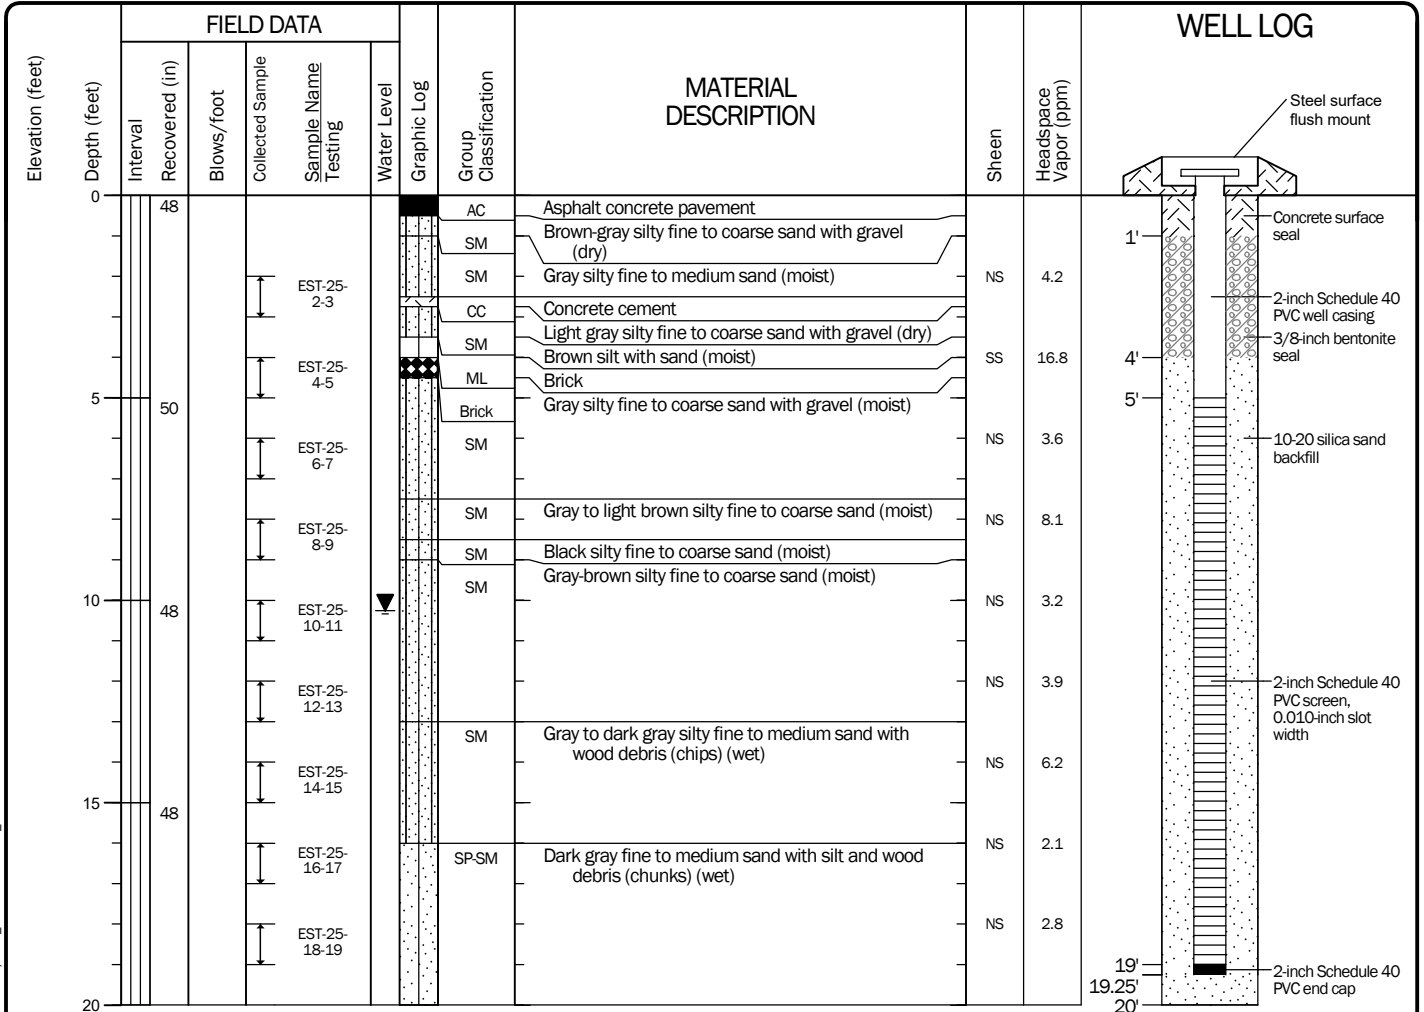 FIELD DATA
WELL LOG
Elevation (feet)
Depth (feet)
Interval
Recovered (in)
Blows/foot
Collected Sample
Sample Name
Testing
Water Level
Graphic Log
Group
Classification
MATERIAL
DESCRIPTION
Sheen
Headspace
Vapor (ppm)
Steel surface
flush mount
0
48
AC
Asphalt concrete pavement
Concrete surface
seal
SM
Brown-gray silty fine to coarse sand with gravel
(dry)
1'
EST-25-
2-3
SM
Gray silty fine to medium sand (moist)
NS
4.2
2-inch Schedule 40
PVC well casing
CC
Concrete cement
SM
Light gray silty fine to coarse sand with gravel (dry)
3/8-inch bentonite
seal
EST-25-
4-5
ML
Brown silt with sand (moist)
SS
16.8
4'
Brick
Brick
5
50
Gray silty fine to coarse sand with gravel (moist)
5'
EST-25-
6-7
SM
NS
3.6
10-20 silica sand
backfill
EST-25-
8-9
SM
Gray to light brown silty fine to coarse sand (moist)
NS
8.1
SM
Black silty fine to coarse sand (moist)
SM
Gray-brown silty fine to coarse sand (moist)
10
48
EST-25-
10-11
NS
3.2
EST-25-
12-13
NS
3.9
2-inch Schedule 40
PVC screen,
0.010-inch slot
width
SM
Gray to dark gray silty fine to medium sand with
wood debris (chips) (wet)
EST-25-
14-15
NS
6.2
15
48
EST-25-
16-17
SP-SM
Dark gray fine to medium sand with silt and wood
debris (chunks) (wet)
NS
2.1
EST-25-
18-19
NS
2.8
19'
19.25'
2-inch Schedule 40
PVC end cap
20
20'